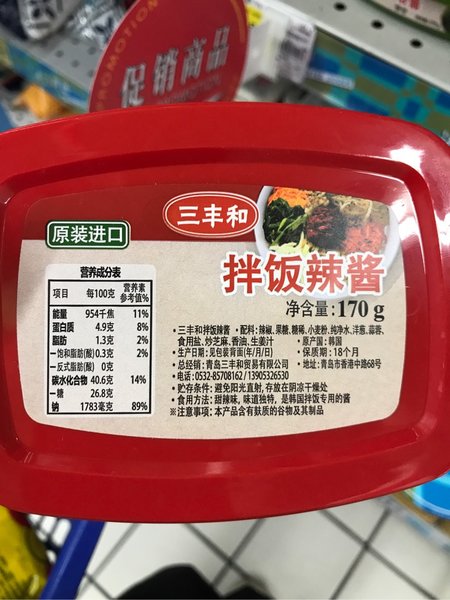 PROMOTION
促销商品
三丰和
原装进口
拌饭辣酱
净含量:170 g
营养成分表
项目 每100克 营养素参考值%
能量 954千焦 11%
蛋白质 4.9克 8%
脂肪 1.3克 2%
-饱和脂肪(酸) 0.3克 2%
-反式脂肪(酸) 0克
碳水化合物 40.6克 14%
-糖 26.8克
钠 1783毫克 89%
·三丰和拌饭辣酱 ·配料:辣椒,果糖,糖稀,小麦粉,纯净水,洋葱,蒜蓉,
食用盐,炒芝麻,香油,生姜汁 ·原产国:韩国
·生产日期:见包装背面(年/月/日) ·保质期:18个月
·总经销:青岛三丰和贸易有限公司 ·地址:青岛市香港中路68号
·电话:0532-85708162/13905326530
·贮存条件:避免阳光直射,存放在阴凉干燥处
·食用方法:甜辣味,味道独特,是韩国拌饭专用的酱
※注意事项:本产品含有麸质的谷物及其制品